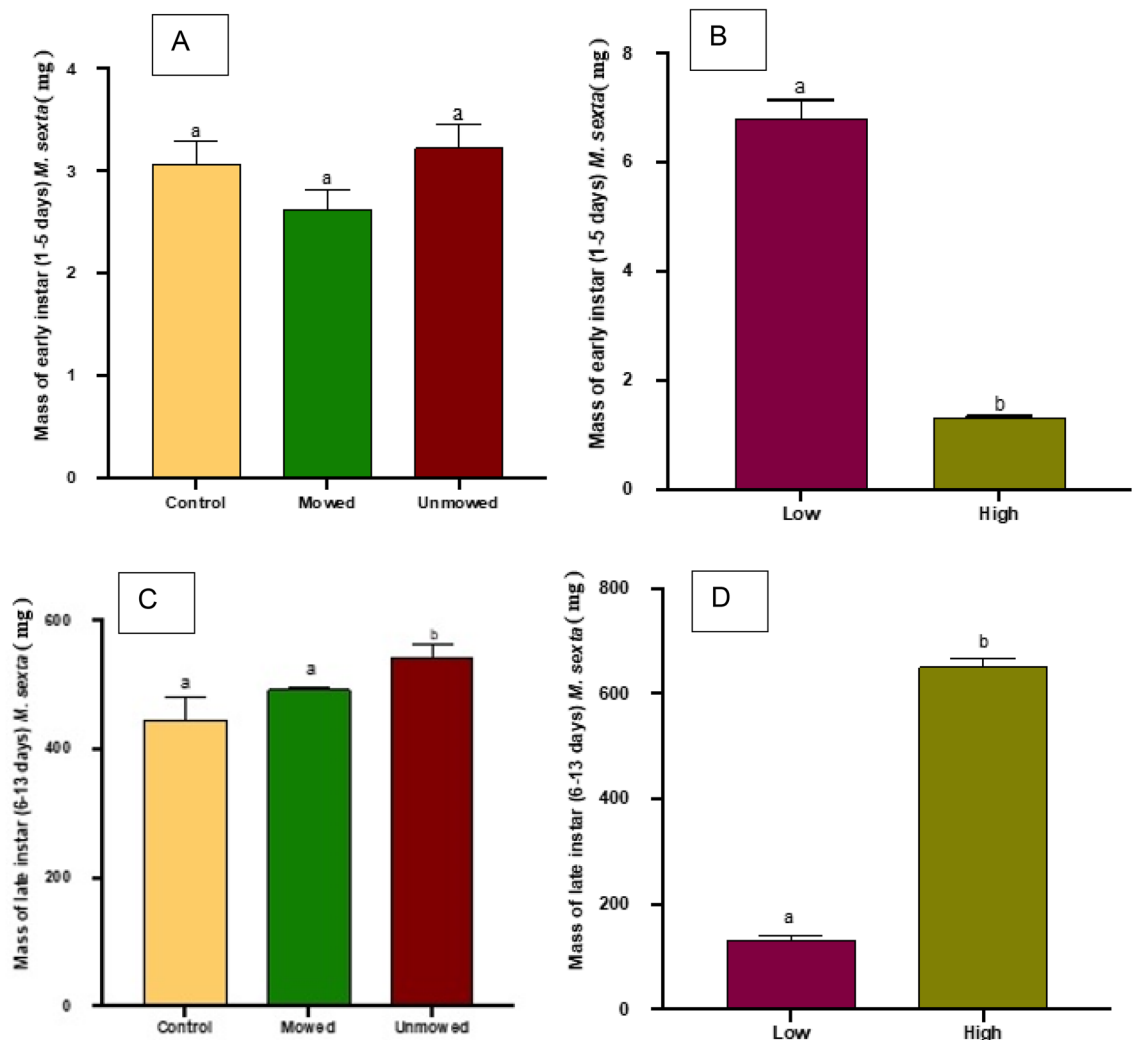 A
Mass of early instar (1-5 days) M. sexta( mg )
4
3
2
1
0
a
a
a
Control
Mowed
Unmowed
B
Mass of early instar (1-5 days) M. sexta( mg )
8
6
4
2
0
a
b
Low
High
C
Mass of late instar (6-13 days) M. sexta( mg )
600
400
200
0
a
a
b
Control
Mowed
Unmowed
D
Mass of late instar (6-13 days) M. sexta( mg )
800
600
400
200
0
a
b
Low
High